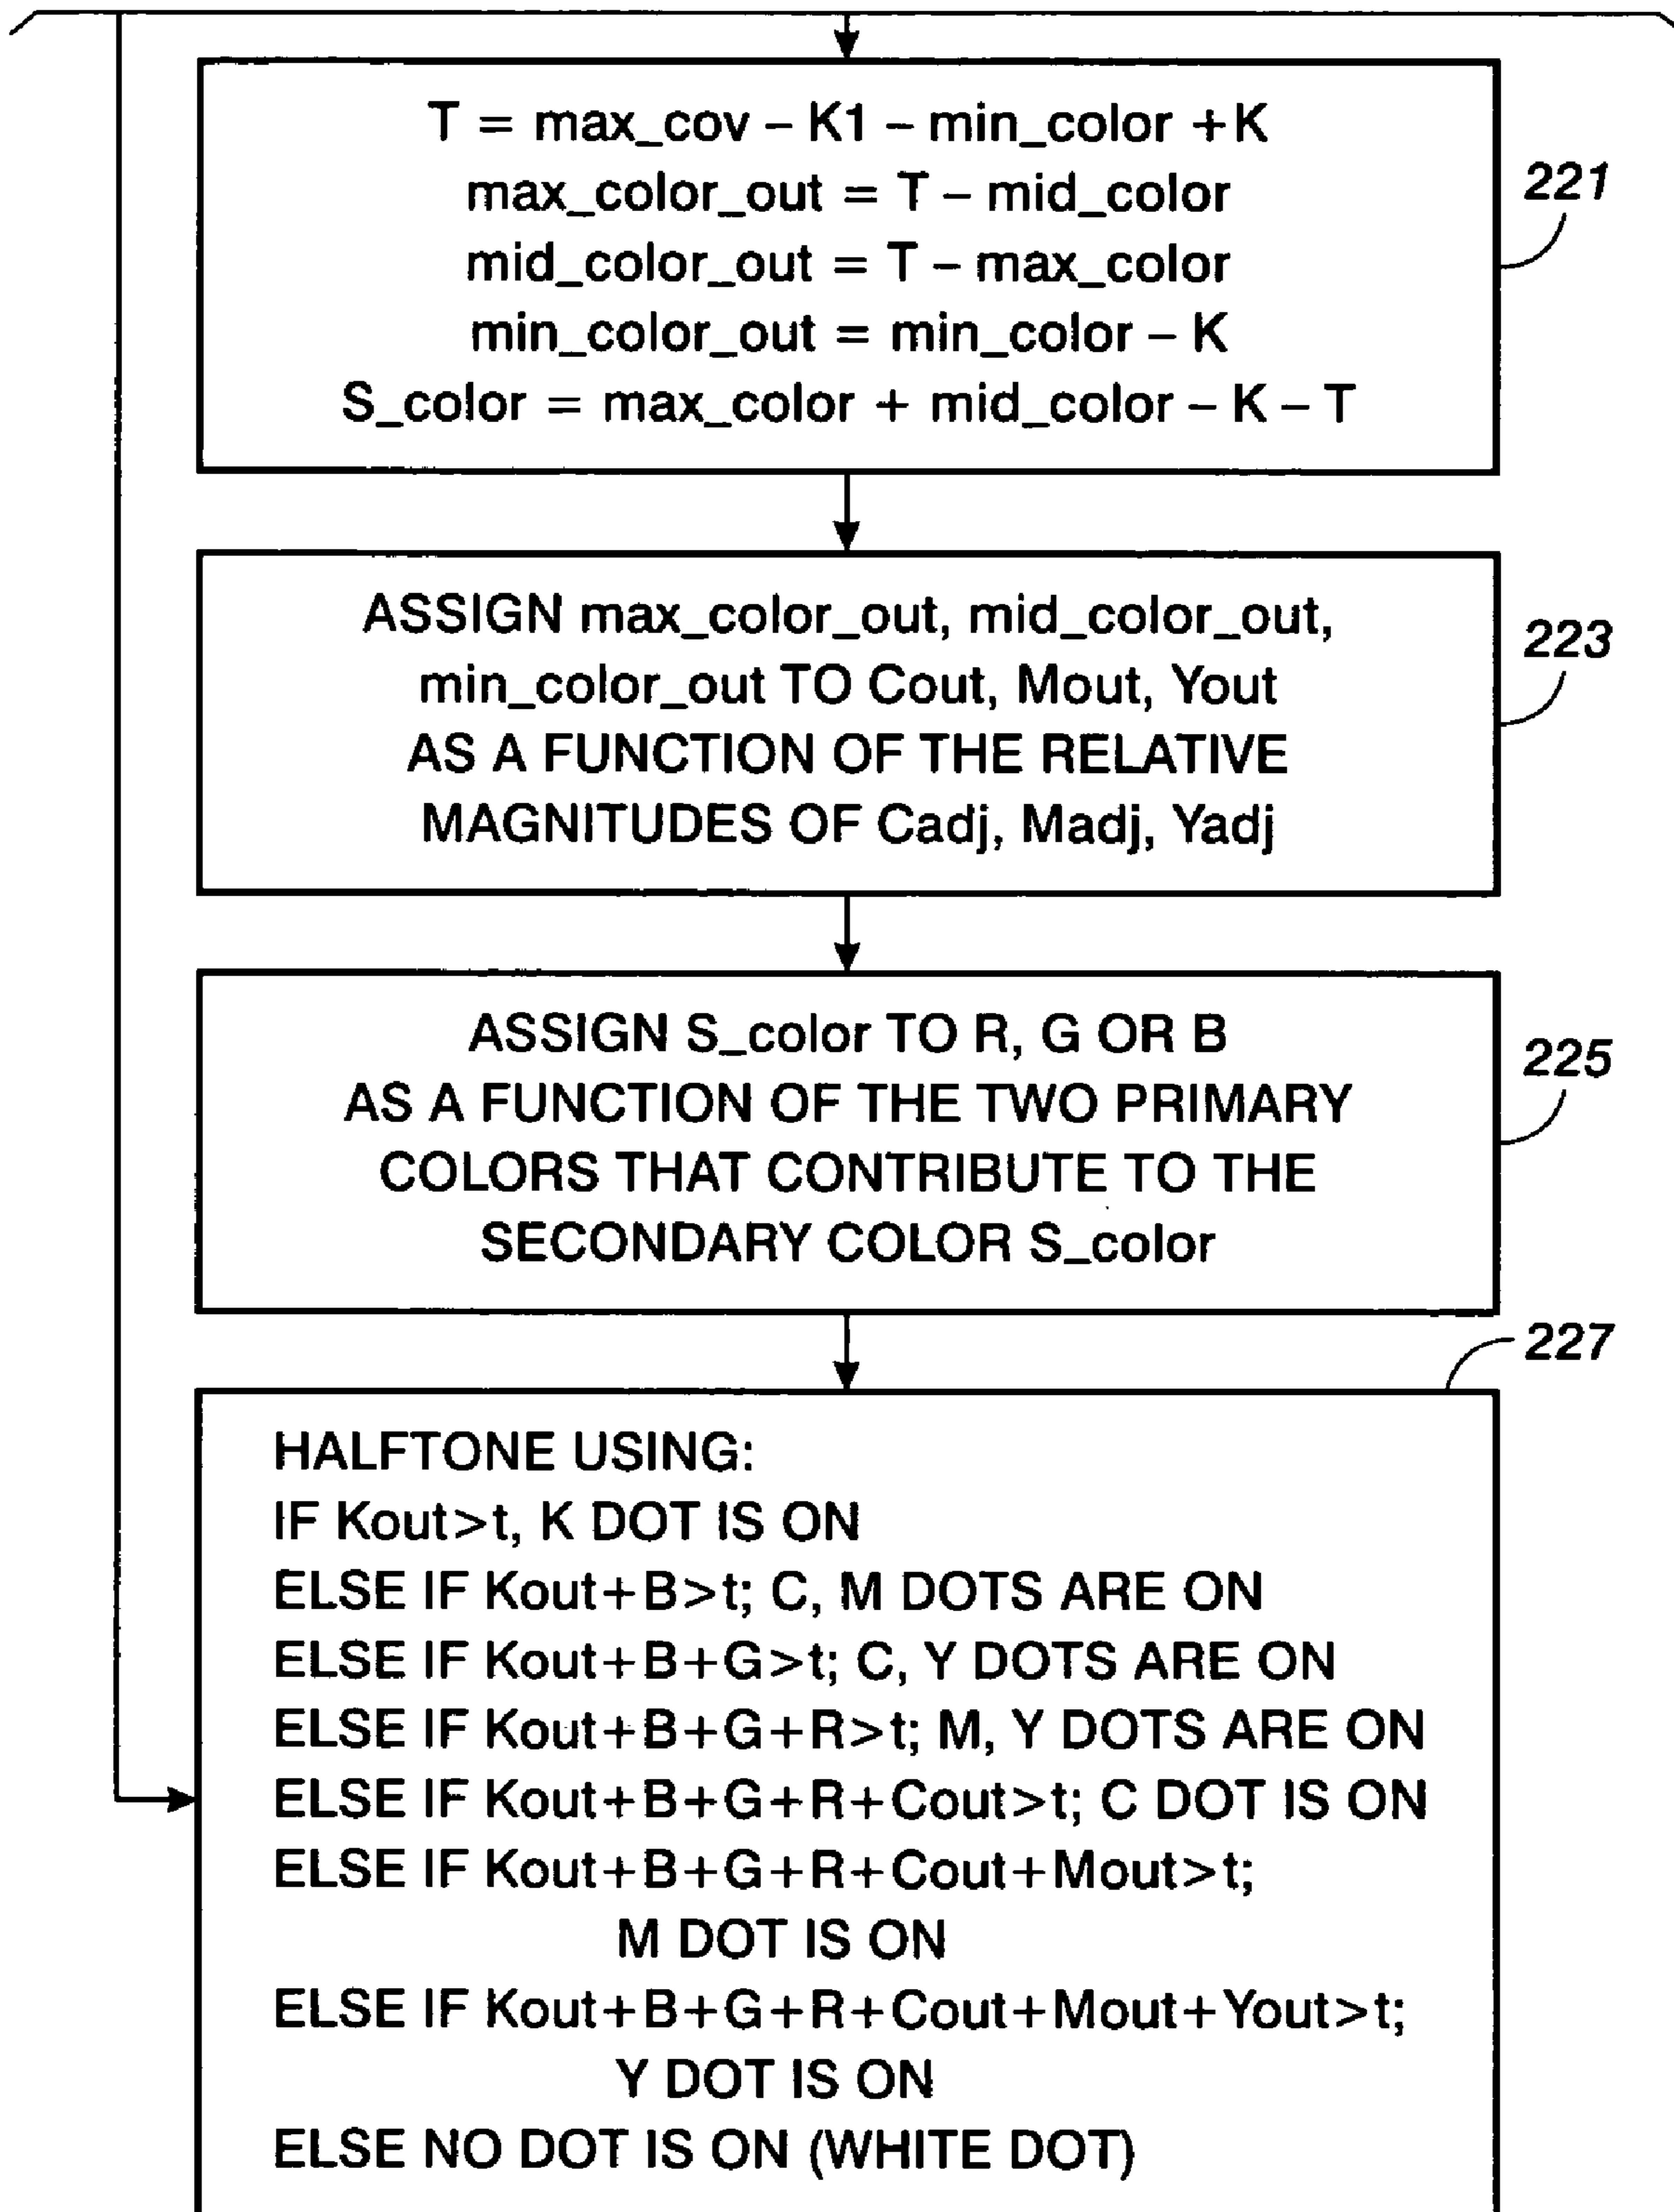 T = max_cov – K1 – min_color +K
max_color_out = T – mid_color
mid_color_out = T – max_color
min_color_out = min_color – K
S_color = max_color + mid_color – K – T
221
ASSIGN max_color_out, mid_color_out,
min_color_out TO Cout, Mout, Yout
AS A FUNCTION OF THE RELATIVE
MAGNITUDES OF Cadj, Madj, Yadj
223
ASSIGN S_color TO R, G OR B
AS A FUNCTION OF THE TWO PRIMARY
COLORS THAT CONTRIBUTE TO THE
SECONDARY COLOR S_color
225
227
HALFTONE USING:
IF Kout>t, K DOT IS ON
ELSE IF Kout+B>t; C, M DOTS ARE ON
ELSE IF Kout+B+G>t; C, Y DOTS ARE ON
ELSE IF Kout+B+G+R>t; M, Y DOTS ARE ON
ELSE IF Kout+B+G+R+Cout>t; C DOT IS ON
ELSE IF Kout+B+G+R+Cout+Mout>t;
M DOT IS ON
ELSE IF Kout+B+G+R+Cout+Mout+Yout>t;
Y DOT IS ON
ELSE NO DOT IS ON (WHITE DOT)